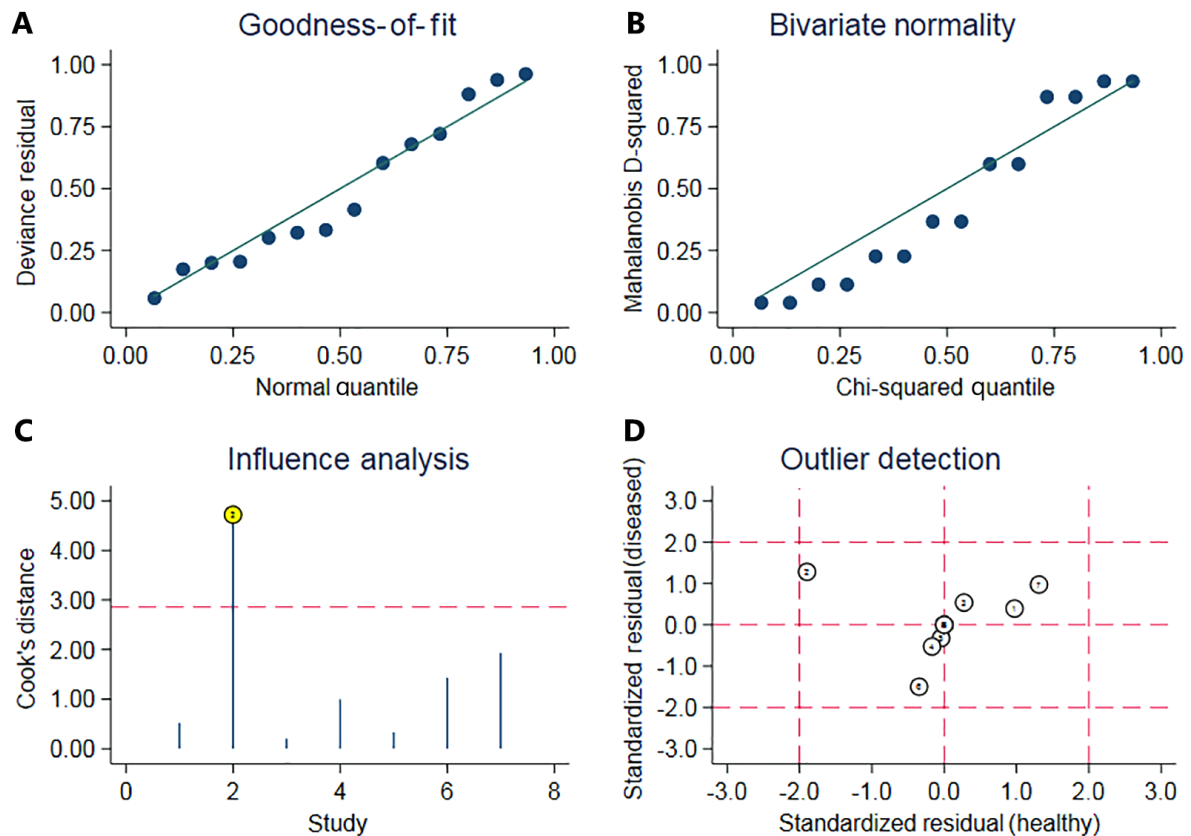 A
Goodness-of-fit
Deviance residual
1.00
0.75
0.50
0.25
0.00
0.00 0.25 0.50 0.75 1.00
Normal quantile
B
Bivariate normality
Mahalanobis D-squared
1.00
0.75
0.50
0.25
0.00
0.00 0.25 0.50 0.75 1.00
Chi-squared quantile
C
Influence analysis
Cook's distance
5.00
4.00
3.00
2.00
1.00
0.00
0 2 4 6 8
Study
D
Outlier detection
Standardized residual (diseased)
3.0
2.0
1.0
0.0
-1.0
-2.0
-3.0
-3.0 -2.0 -1.0 0.0 1.0 2.0 3.0
Standardized residual (healthy)